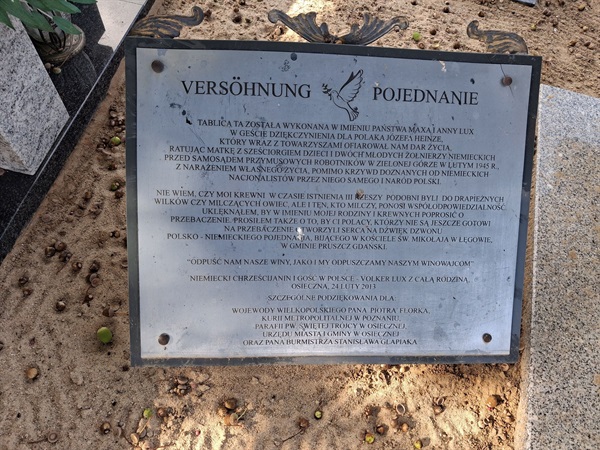 VERSÖHNUNG POJEDNANIE
TABLICA TA ZOSTAŁA WYKONANA W IMIENIU PAŃSTWA MAXA I ANNY LUX
W GEŚCIE DZIĘKCZYNIENIA DLA POLAKA JÓZEFA HEINZE,
KTÓRY WRAZ Z TOWARZYSZAMI OFIAROWAŁ NAM DAR ŻYCIA,
RATUJĄC MATKĘ Z SZEŚCIORGIEM DZIECI I DWÓCH MŁODYCH ŻOŁNIERZY NIEMIECKICH
PRZED SAMOSĄDEM PRZYMUSOWYCH ROBOTNIKÓW W ZIELONEJ GÓRZE W LUTYM 1945 R.,
Z NARAŻENIEM WŁASNEGO ŻYCIA, POMIMO KRZYWD DOZNANYCH OD NIEMIECKICH
NACJONALISTÓW PRZEZ NIEGO SAMEGO I NARÓD POLSKI.
NIE WIEM, CZY MOI KREWNI W CZASIE ISTNIENIA III RZESZY PODOBNI BYLI DO DRAPIEŻNYCH
WILKÓW CZY MILCZĄCYCH OWIEC, ALE I TEN, KTO MILCZY, PONOSI WSPÓŁODPOWIEDZIALNOŚĆ.
UKLĘKNĄŁEM, BY W IMIENIU MOJEJ RODZINY I KREWNYCH POPROSIĆ O
PRZEBACZENIE. PROSIŁEM TAKŻE O TO, BY CI POLACY, KTÓRZY NIE SĄ JESZCZE GOTOWI
NA PRZEBACZENIE OTWORZYLI SERCA NA DŹWIĘK DZWONU
POLSKO - NIEMIECKIEGO POJEDNANIA, BIJĄCEGO W KOŚCIELE ŚW. MIKOŁAJA W ŁĘGOWIE,
W GMINIE PRUSZCZ GDAŃSKI.
"ODPUŚĆ NAM NASZE WINY, JAKO I MY ODPUSZCZAMY NASZYM WINOWAJCOM"
NIEMIECKI CHRZEŚCIJANIN I GOŚĆ W POLSCE - VOLKER LUX Z CAŁĄ RODZINĄ
OSIECZNA, 24 LUTY 2013
SZCZEGÓLNE PODZIĘKOWANIA DLA:
WOJEWODY WIELKOPOLSKIEGO PANA PIOTRA FLORKA,
KURII METROPOLITALNEJ W POZNANIU,
PARAFII PW. ŚWIĘTEJ TRÓJCY W OSIECZNEJ,
URZĘDU MIASTA I GMINY W OSIECZNEJ
ORAZ PANA BURMISTRZA STANISŁAWA GLAPIAKA